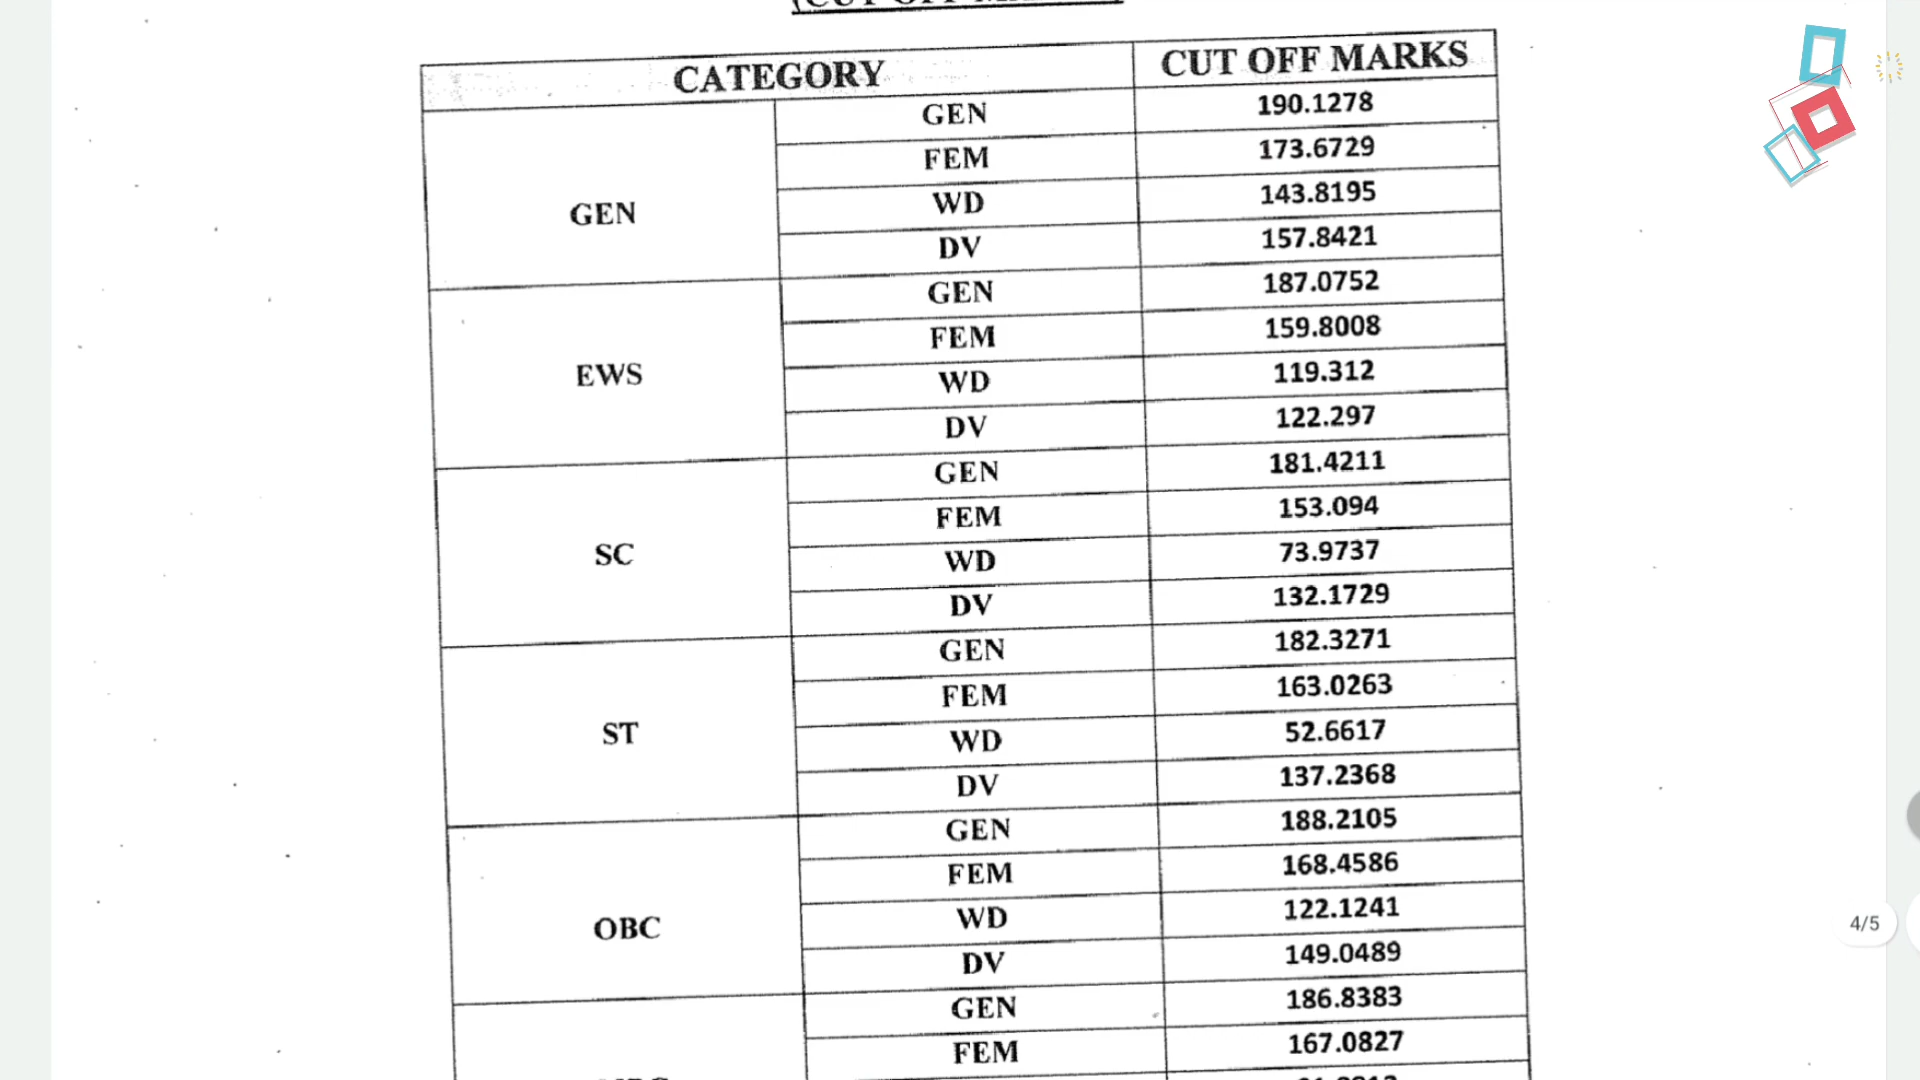 CATEGORY CUT OFF MARKS
GEN GEN 190.1278
FEM 173.6729
WD 143.8195
DV 157.8421
EWS GEN 187.0752
FEM 159.8008
WD 119.312
DV 122.297
SC GEN 181.4211
FEM 153.094
WD 73.9737
DV 132.1729
ST GEN 182.3271
FEM 163.0263
WD 52.6617
DV 137.2368
OBC GEN 188.2105
FEM 168.4586
WD 122.1241
DV 149.0489
GEN 186.8383
FEM 167.0827
4/5